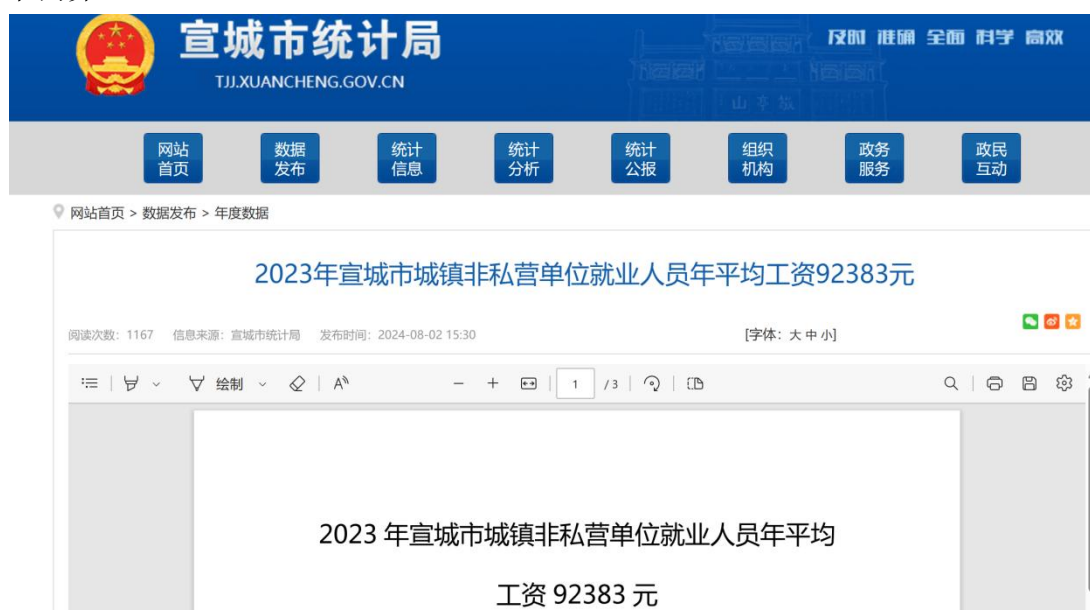 宣城市统计局
TJJ.XUANCHENG.GOV.CN
及时 准确 全面 科学 高效
网站首页 数据发布 统计信息 统计分析 统计公报 组织机构 政务服务 政民互动
网站首页 > 数据发布 > 年度数据
2023年宣城市城镇非私营单位就业人员年平均工资92383元
阅读次数：1167 信息来源：宣城市统计局 发布时间：2024-08-02 15:30 [字体：大 中 小]
绘制 A 1 /3
2023 年宣城市城镇非私营单位就业人员年平均
工资 92383 元